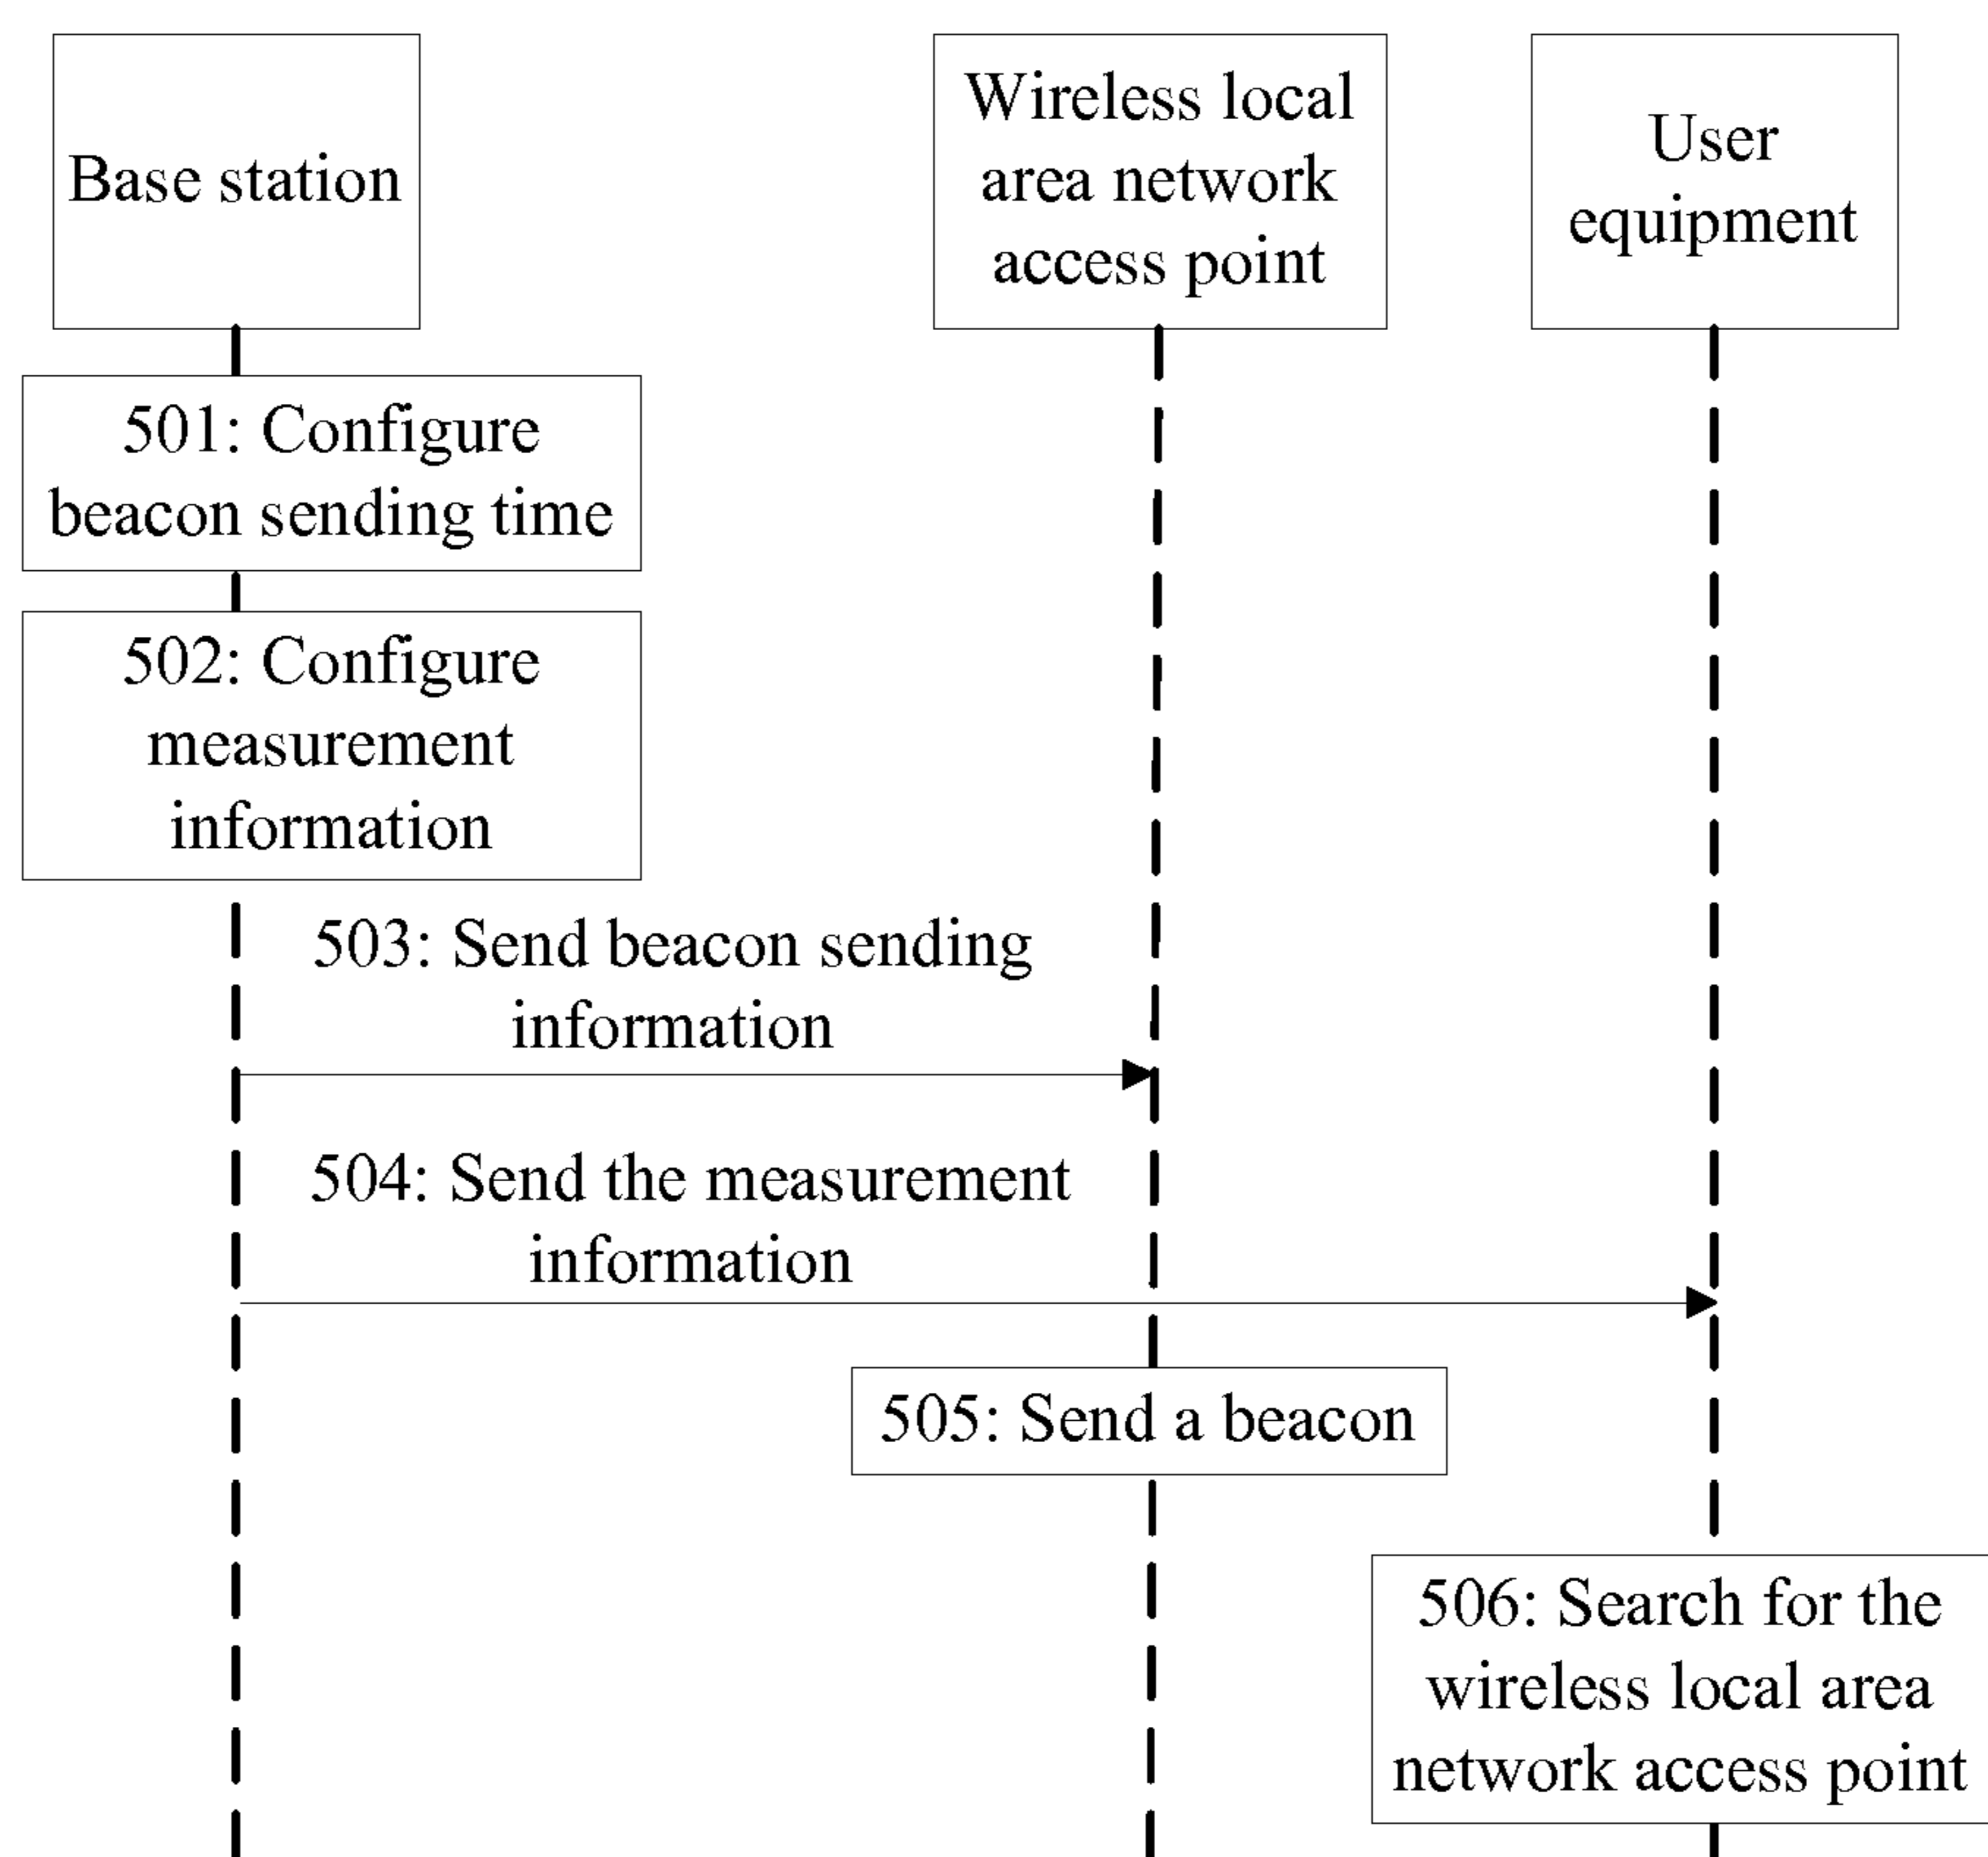 Base station
Wireless local
area network
access point
User
equipment
501: Configure
beacon sending time
502: Configure
measurement
information
503: Send beacon sending
information
504: Send the measurement
information
505: Send a beacon
506: Search for the
wireless local area
network access point